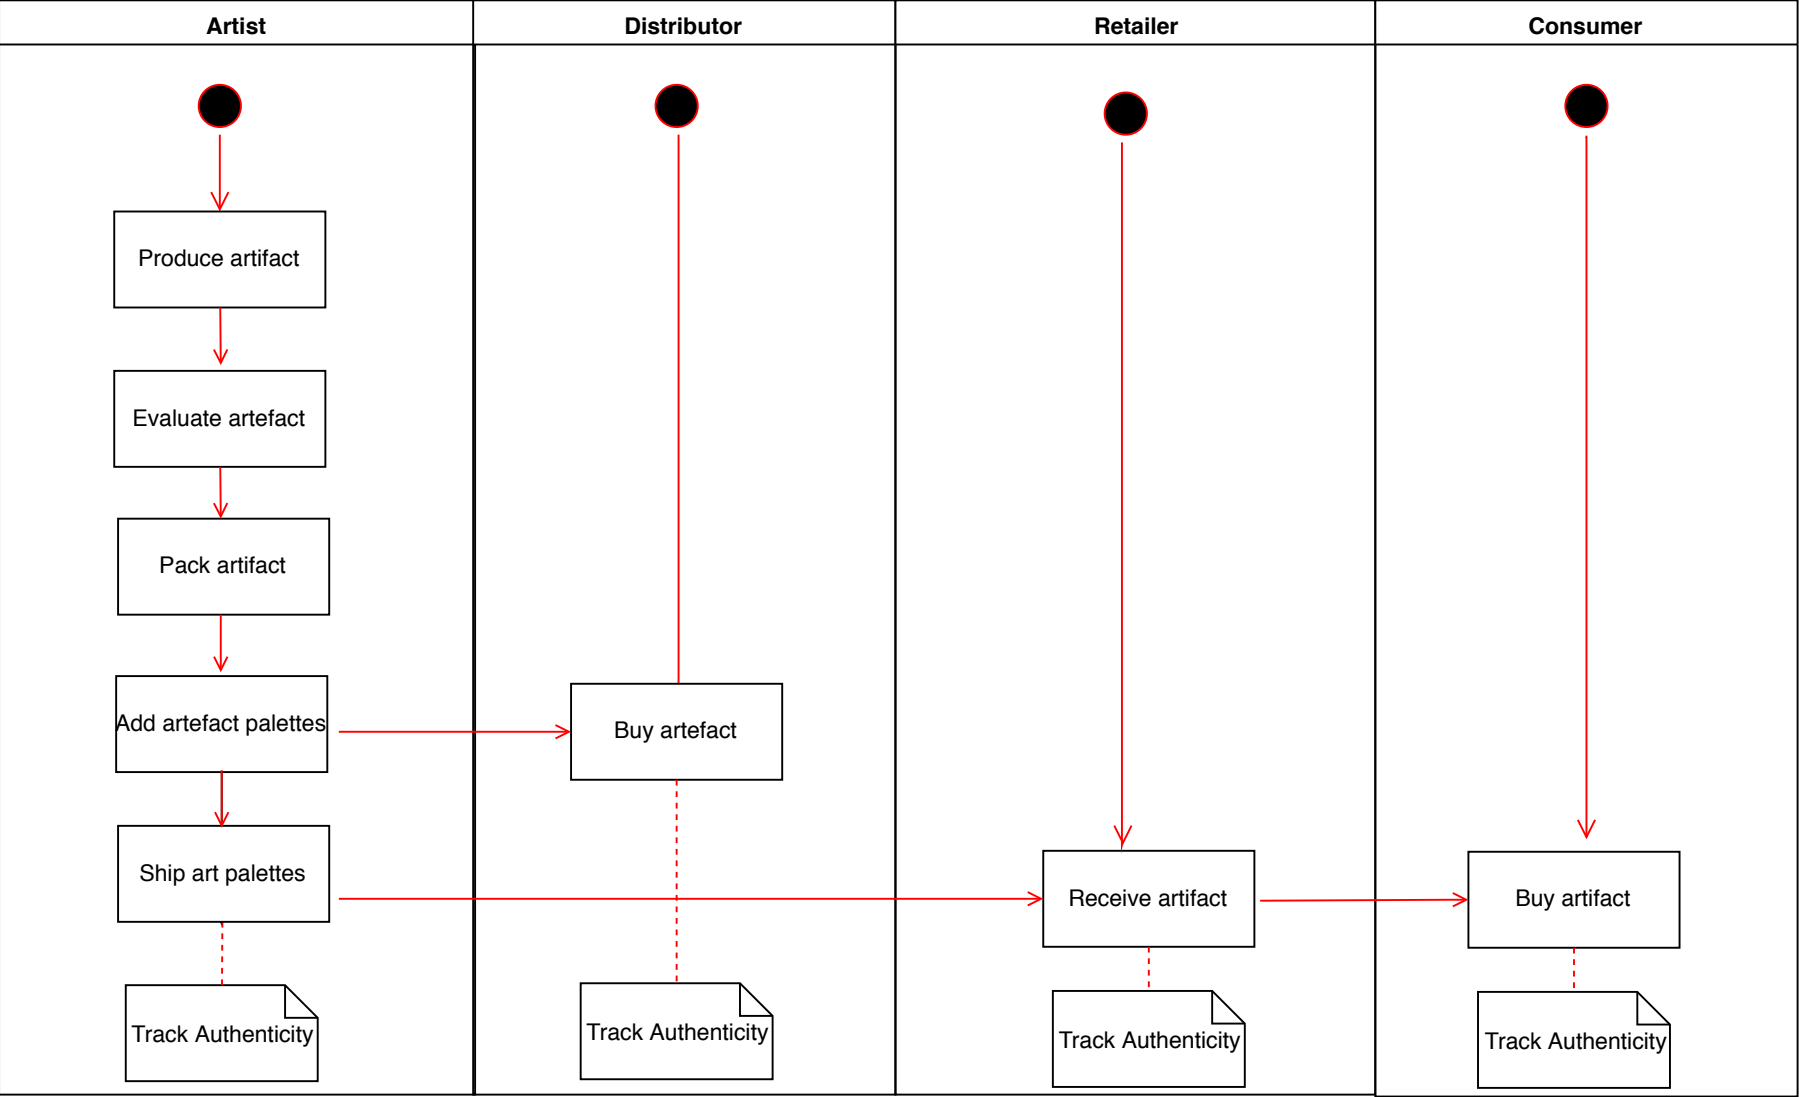 Artist
Distributor
Retailer
Consumer
Produce artifact
Evaluate artefact
Pack artifact
Add artefact palettes
Buy artefact
Ship art palettes
Receive artifact
Buy artifact
Track Authenticity
Track Authenticity
Track Authenticity
Track Authenticity